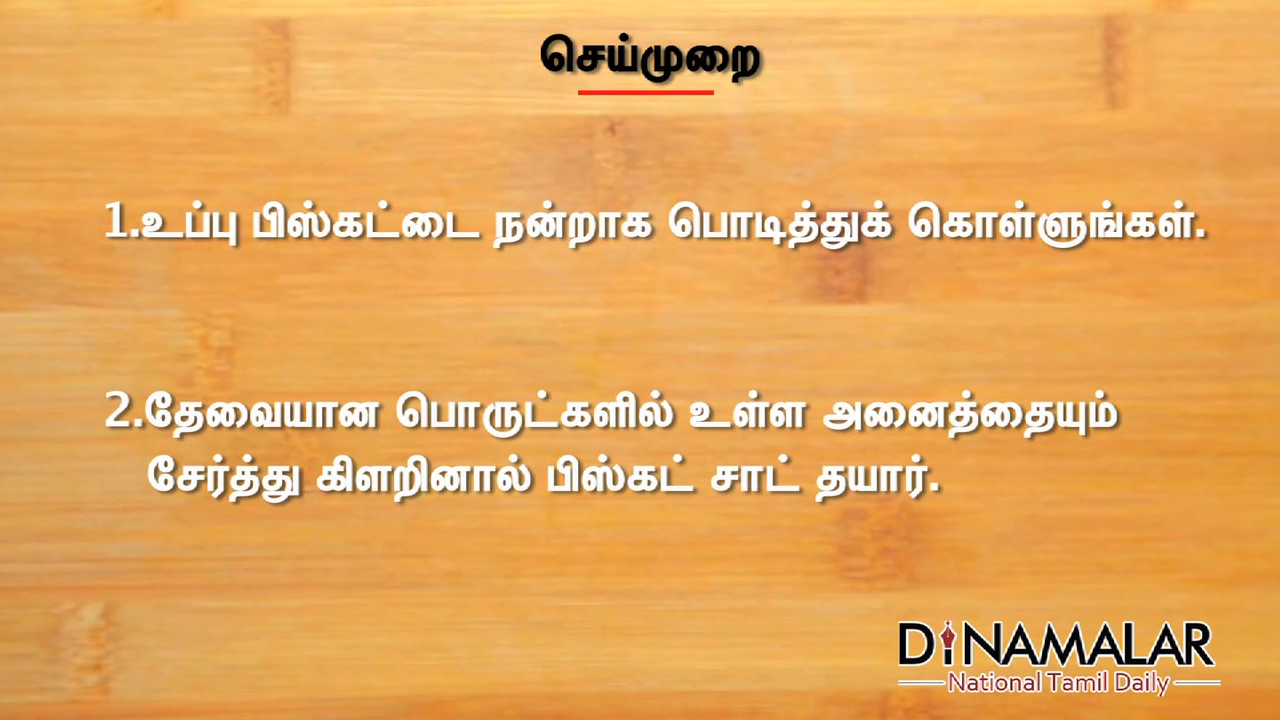 செய்முறை
1.உப்பு பிஸ்கட்டை நன்றாக பொடித்துக் கொள்ளுங்கள்.
2.தேவையான பொருட்களில் உள்ள அனைத்தையும்
சேர்த்து கிளறினால் பிஸ்கட் சாட் தயார்.
DINAMALAR
National Tamil Daily